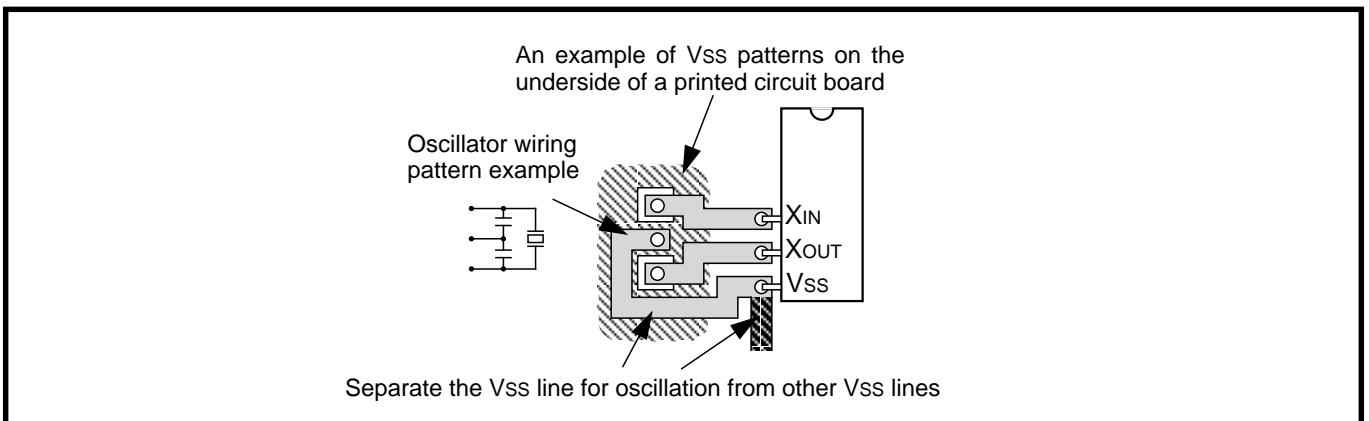 An example of VSS patterns on the
underside of a printed circuit board
Oscillator wiring
pattern example
XIN
XOUT
VSS
Separate the VSS line for oscillation from other VSS lines